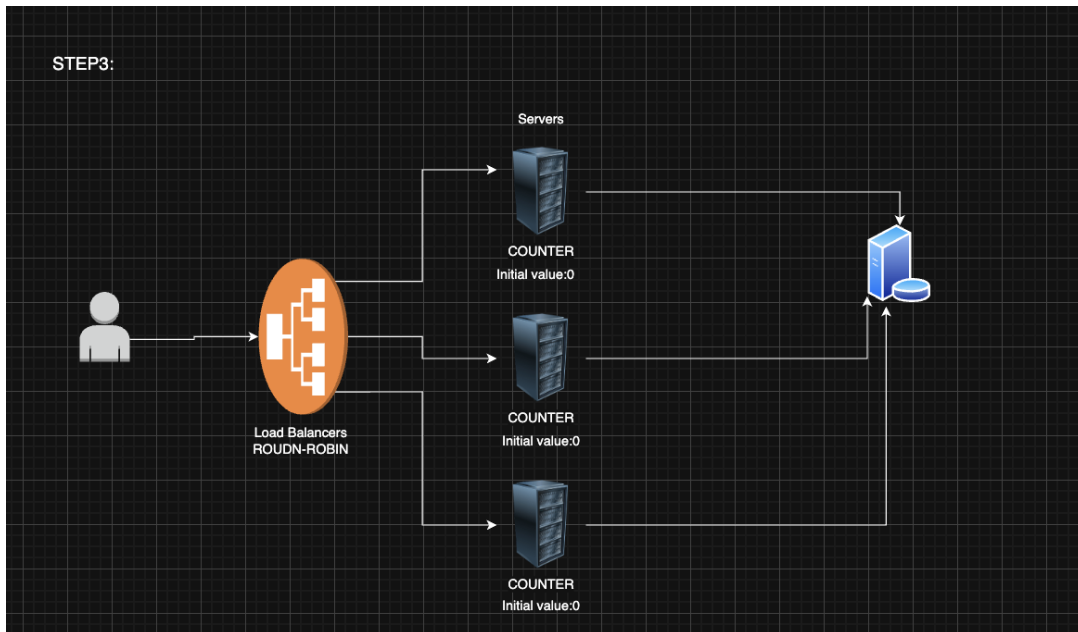 STEP3:
Servers
COUNTER
Initial value:0
Load Balancers
ROUDN-ROBIN
COUNTER
Initial value:0
COUNTER
Initial value:0